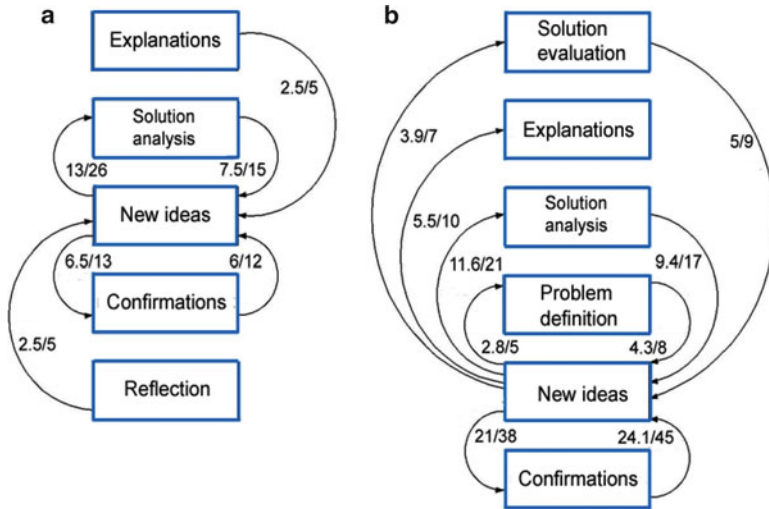 a
Explanations
2.5/5
Solution
analysis
13/26
7.5/15
New ideas
6.5/13
6/12
Confirmations
2.5/5
Reflection
b
Solution
evaluation
3.9/7
5/9
Explanations
5.5/10
Solution
analysis
11.6/21
9.4/17
Problem
definition
2.8/5
4.3/8
New ideas
21/38
24.1/45
Confirmations